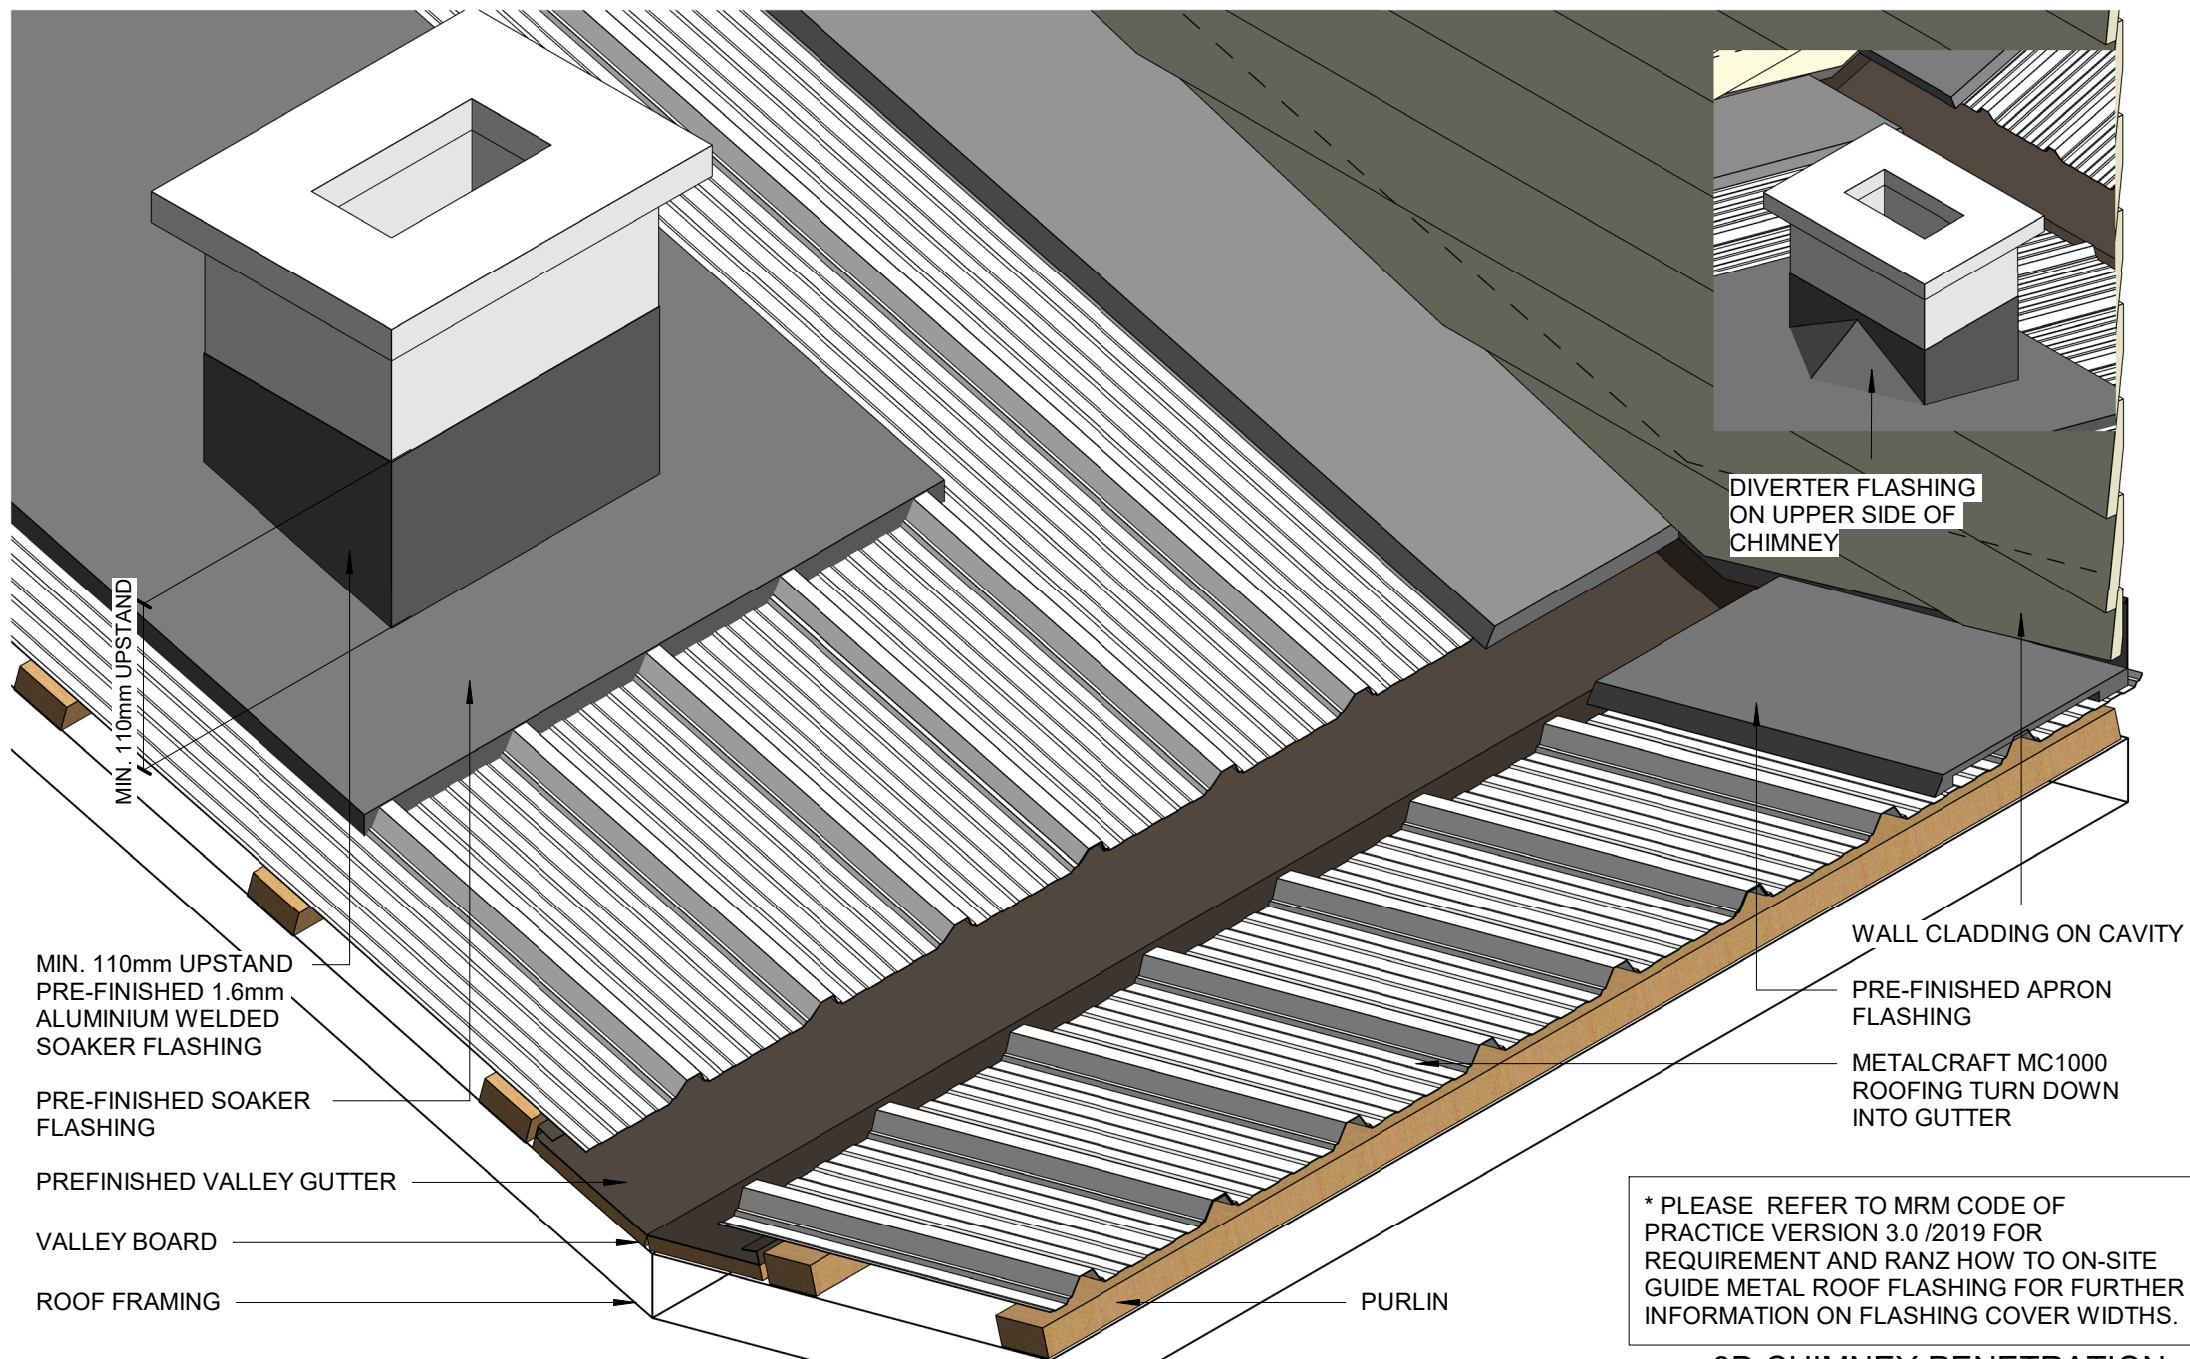 DIVERTER FLASHING
ON UPPER SIDE OF
CHIMNEY
MIN. 110mm UPSTAND
MIN. 110mm UPSTAND
PRE-FINISHED 1.6mm
ALUMINIUM WELDED
SOAKER FLASHING
PRE-FINISHED SOAKER
FLASHING
PREFINISHED VALLEY GUTTER
VALLEY BOARD
ROOF FRAMING
WALL CLADDING ON CAVITY
PRE-FINISHED APRON
FLASHING
METALCRAFT MC1000
ROOFING TURN DOWN
INTO GUTTER
PURLIN
* PLEASE REFER TO MRM CODE OF
PRACTICE VERSION 3.0 /2019 FOR
REQUIREMENT AND RANZ HOW TO ON-SITE
GUIDE METAL ROOF FLASHING FOR FURTHER
INFORMATION ON FLASHING COVER WIDTHS.
3D CHIMNEY PENETRATION